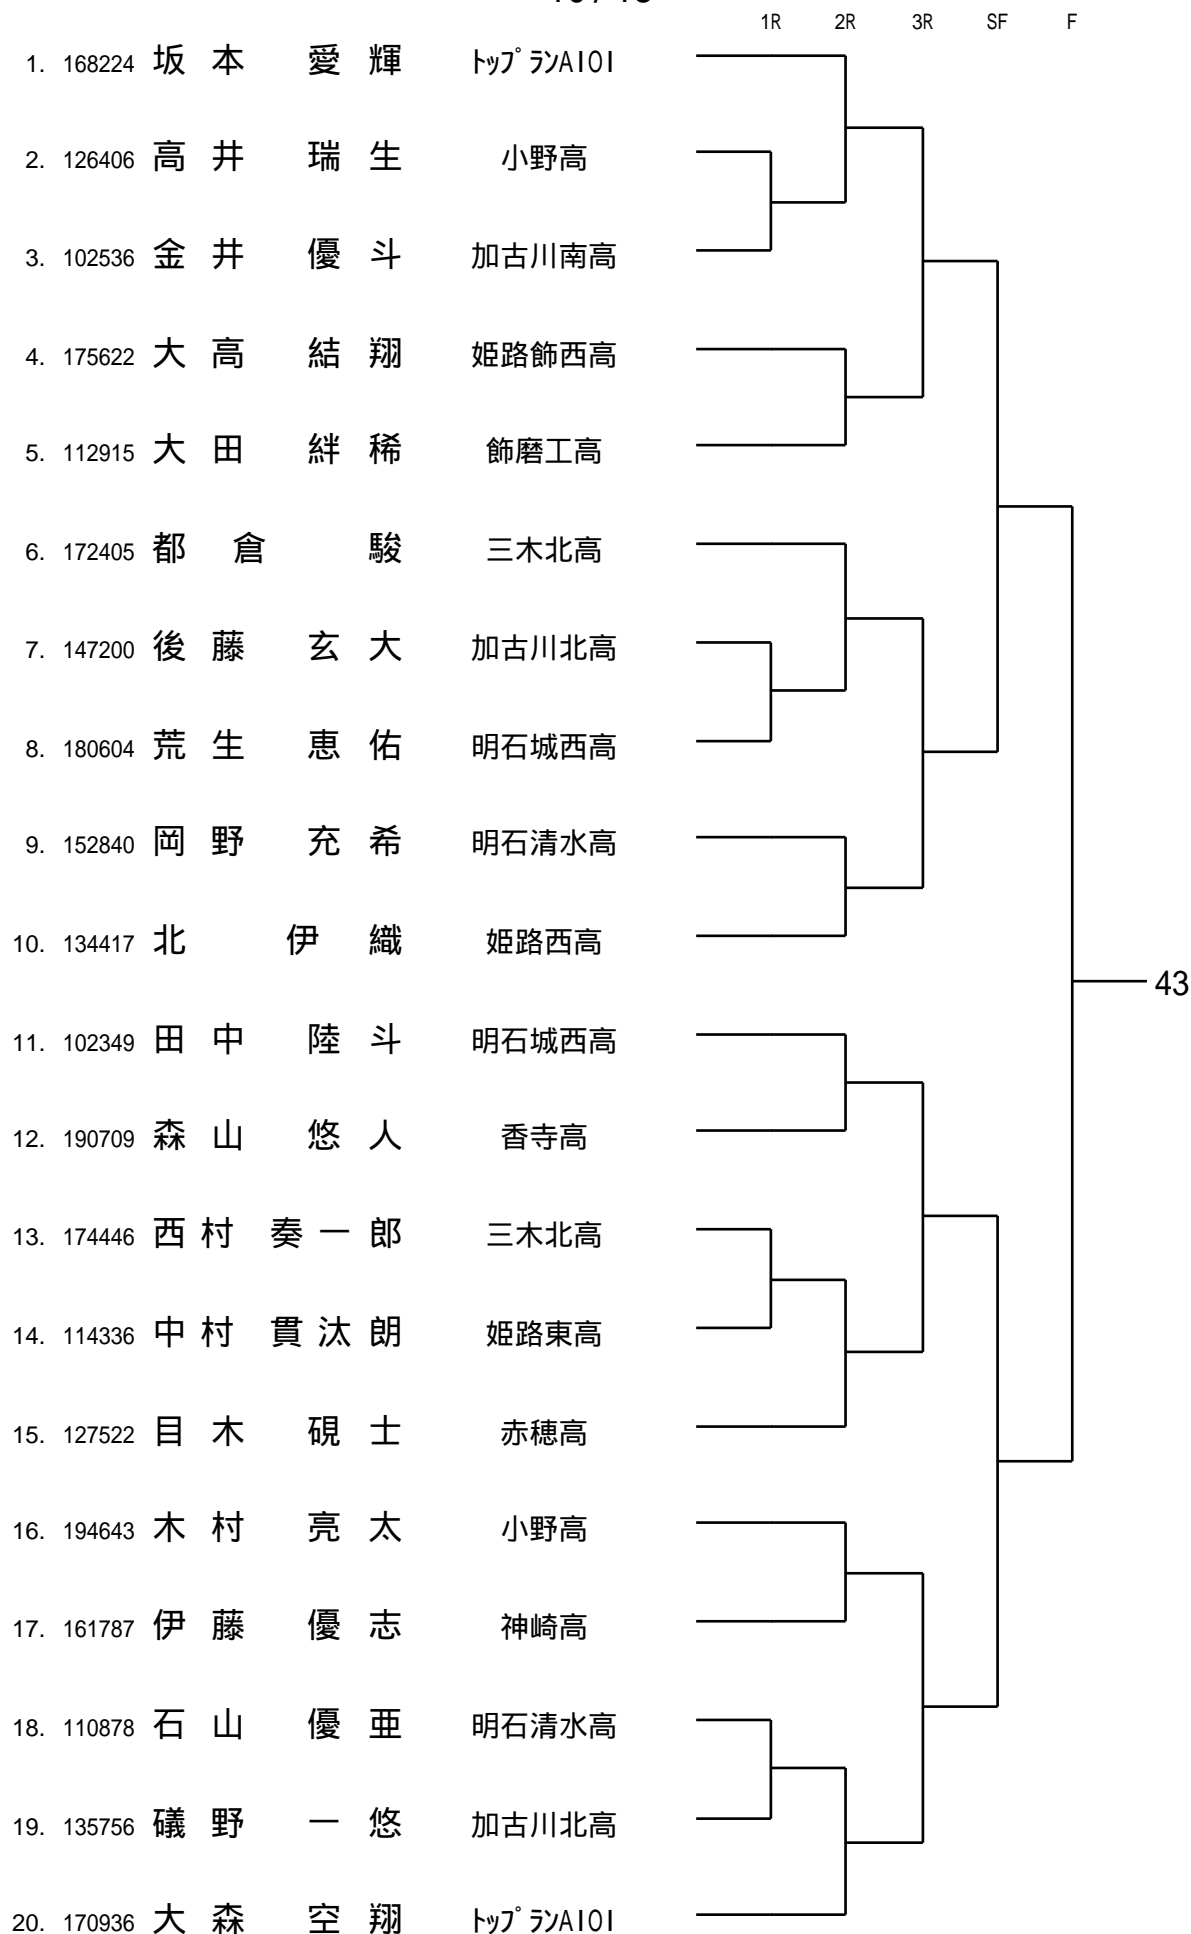 1R 2R 3R SF F
1. 168224 坂本 愛輝 ﾄｯﾌﾟﾗﾝAIOI
2. 126406 高井 瑞生 小野高
3. 102536 金井 優斗 加古川南高
4. 175622 大高 結翔 姫路飾西高
5. 112915 大田 絆稀 飾磨工高
6. 172405 都倉 駿 三木北高
7. 147200 後藤 玄大 加古川北高
8. 180604 荒生 恵佑 明石城西高
9. 152840 岡野 充希 明石清水高
10. 134417 北 伊織 姫路西高
43
11. 102349 田中 陸斗 明石城西高
12. 190709 森山 悠人 香寺高
13. 174446 西村 奏一郎 三木北高
14. 114336 中村 貫汰朗 姫路東高
15. 127522 目木 硯士 赤穂高
16. 194643 木村 亮太 小野高
17. 161787 伊藤 優志 神崎高
18. 110878 石山 優亜 明石清水高
19. 135756 礒野 一悠 加古川北高
20. 170936 大森 空翔 ﾄｯﾌﾟﾗﾝAIOI